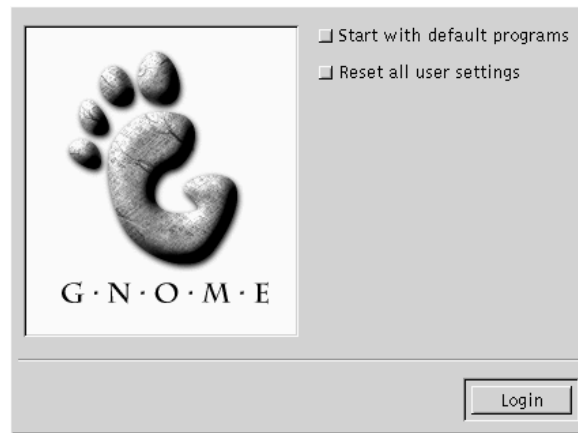 Start with default programs
Reset all user settings
G·N·O·M·E
Login